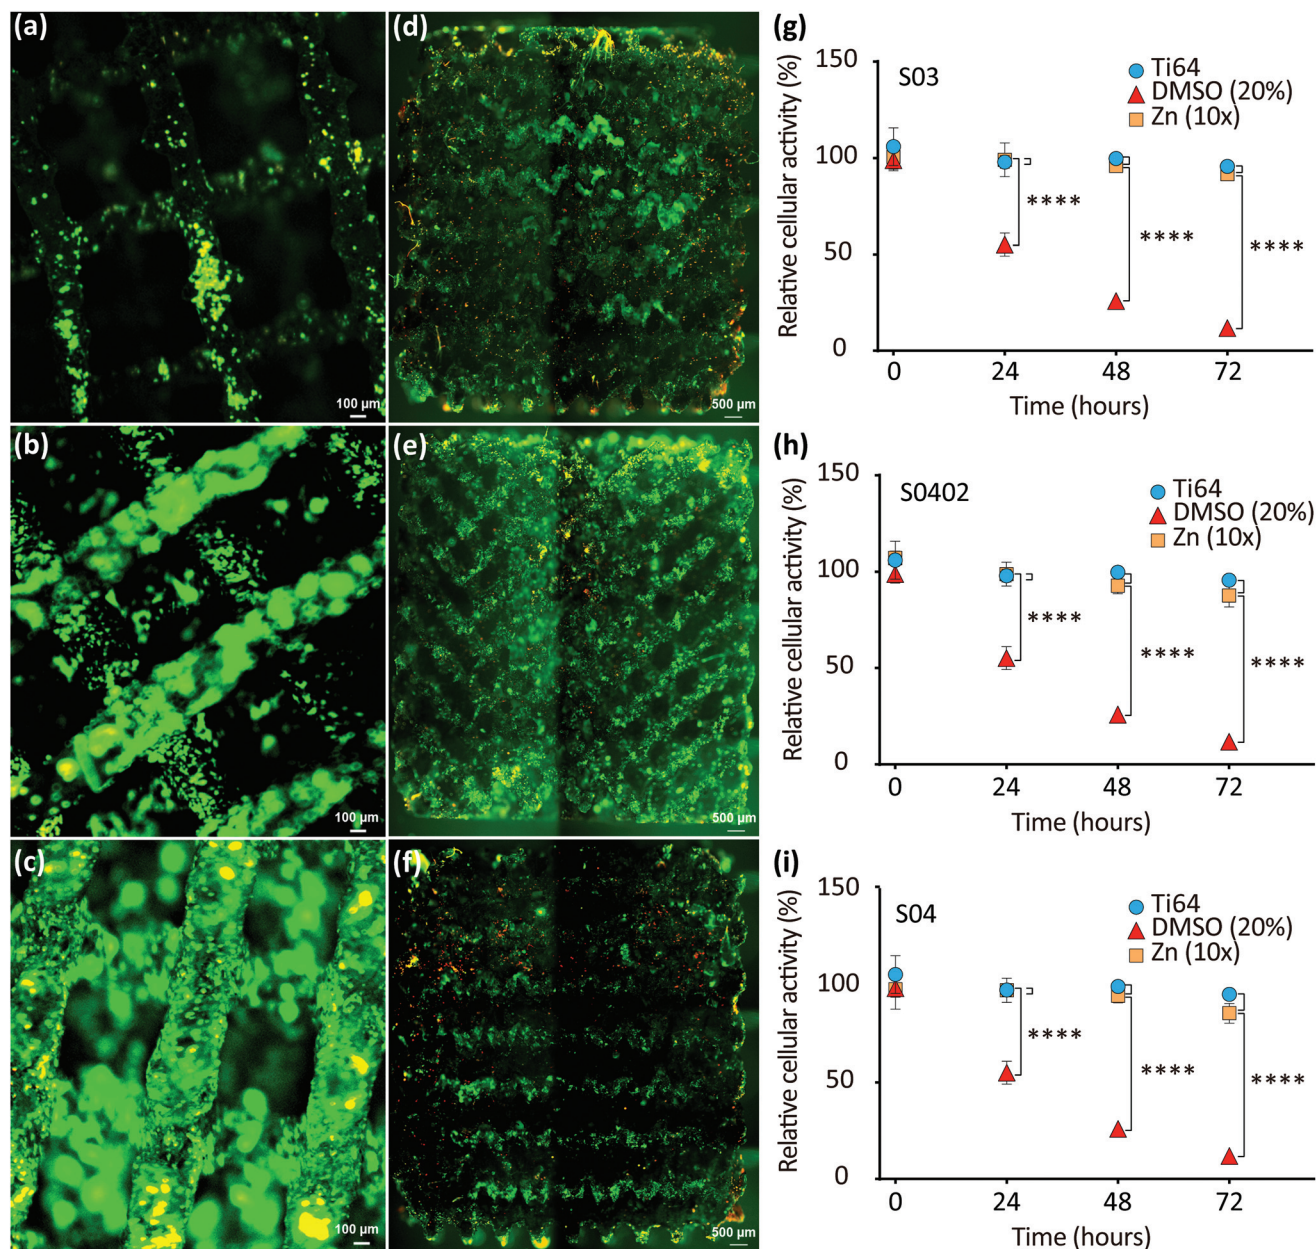 (a)
100 µm
(d)
500 µm
(g)
Relative cellular activity (%)
150
100
50
0
S03
Ti64
DMSO (20%)
Zn (10x)
****
****
****
0 24 48 72
Time (hours)
(b)
100 µm
(e)
500 µm
(h)
Relative cellular activity (%)
150
100
50
0
S0402
Ti64
DMSO (20%)
Zn (10x)
****
****
****
0 24 48 72
Time (hours)
(c)
100 µm
(f)
500 µm
(i)
Relative cellular activity (%)
150
100
50
0
S04
Ti64
DMSO (20%)
Zn (10x)
****
****
****
0 24 48 72
Time (hours)